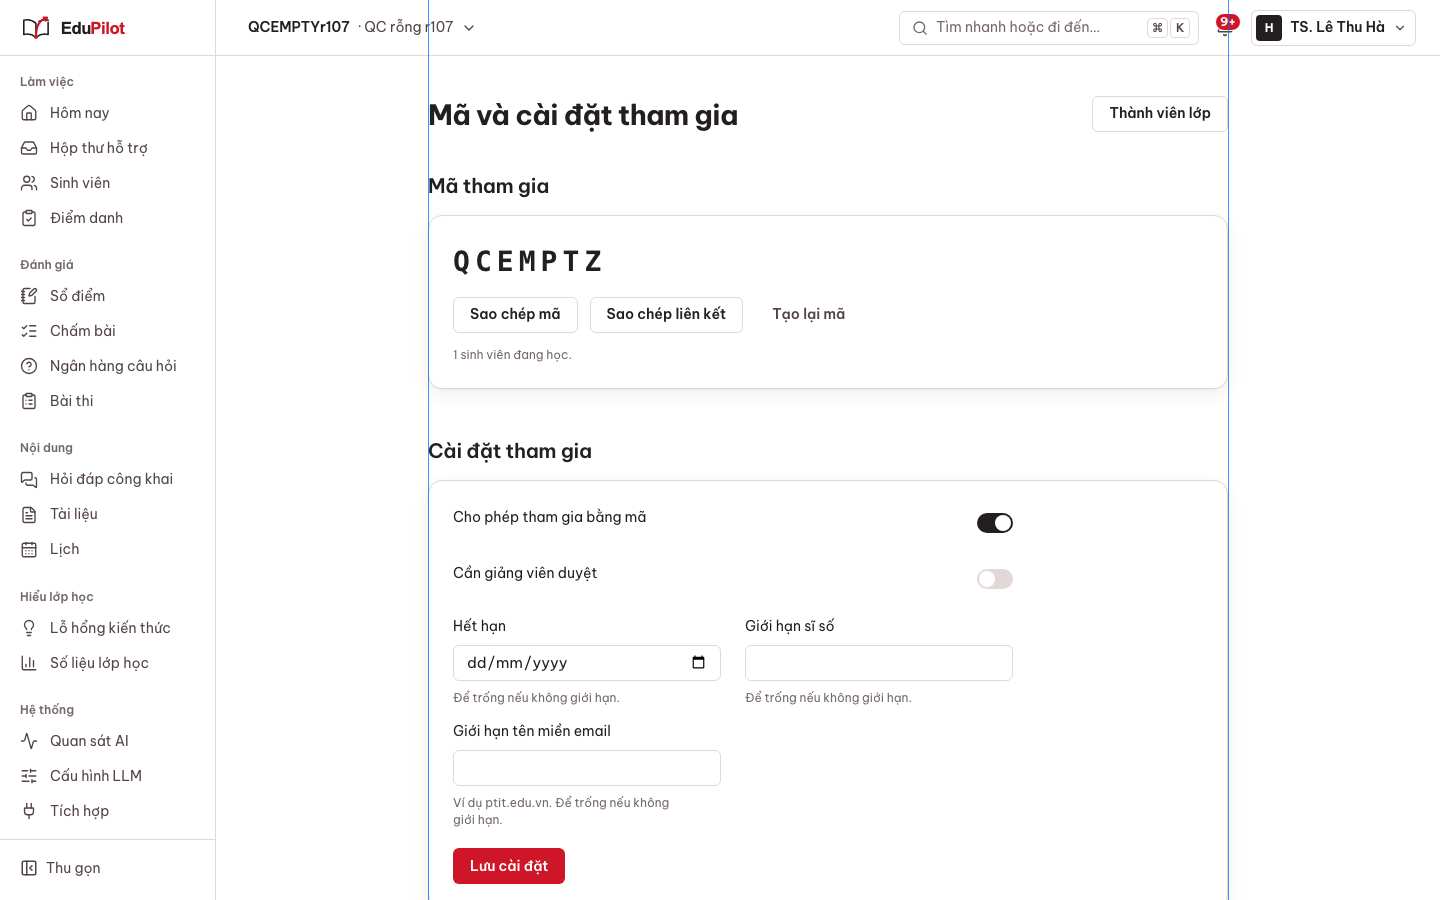 EduPilot
QCEMPTYr107 · QC rỗng r107
Tìm nhanh hoặc đi đến...
⌘ K
9+
H
TS. Lê Thu Hà
Làm việc
Hôm nay
Hộp thư hỗ trợ
Sinh viên
Điểm danh
Đánh giá
Sổ điểm
Chấm bài
Ngân hàng câu hỏi
Bài thi
Nội dung
Hỏi đáp công khai
Tài liệu
Lịch
Hiểu lớp học
Lỗ hổng kiến thức
Số liệu lớp học
Hệ thống
Quan sát AI
Cấu hình LLM
Tích hợp
Thu gọn
Mã và cài đặt tham gia
Thành viên lớp
Mã tham gia
QCEMPTZ
Sao chép mã
Sao chép liên kết
Tạo lại mã
1 sinh viên đang học.
Cài đặt tham gia
Cho phép tham gia bằng mã
Cần giảng viên duyệt
Hết hạn
Giới hạn sĩ số
dd/mm/yyyy
Để trống nếu không giới hạn.
Để trống nếu không giới hạn.
Giới hạn tên miền email
Ví dụ ptit.edu.vn. Để trống nếu không
giới hạn.
Lưu cài đặt